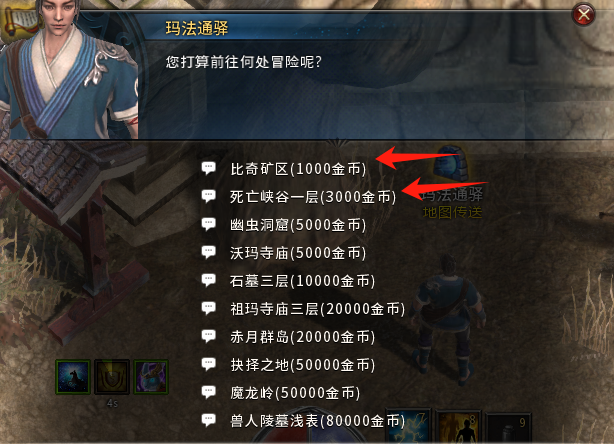 玛法通驿
您打算前往何处冒险呢?
比奇矿区(1000金币)
死亡峡谷一层(3000金币)
玛法通驿
地图传送
幽虫洞窟(5000金币)
沃玛寺庙(5000金币)
石墓三层(10000金币)
祖玛寺庙三层(20000金币)
赤月群岛(20000金币)
抉择之地(50000金币)
魔龙岭(50000金币)
4s
兽人陵墓浅表(80000金币)
8
9